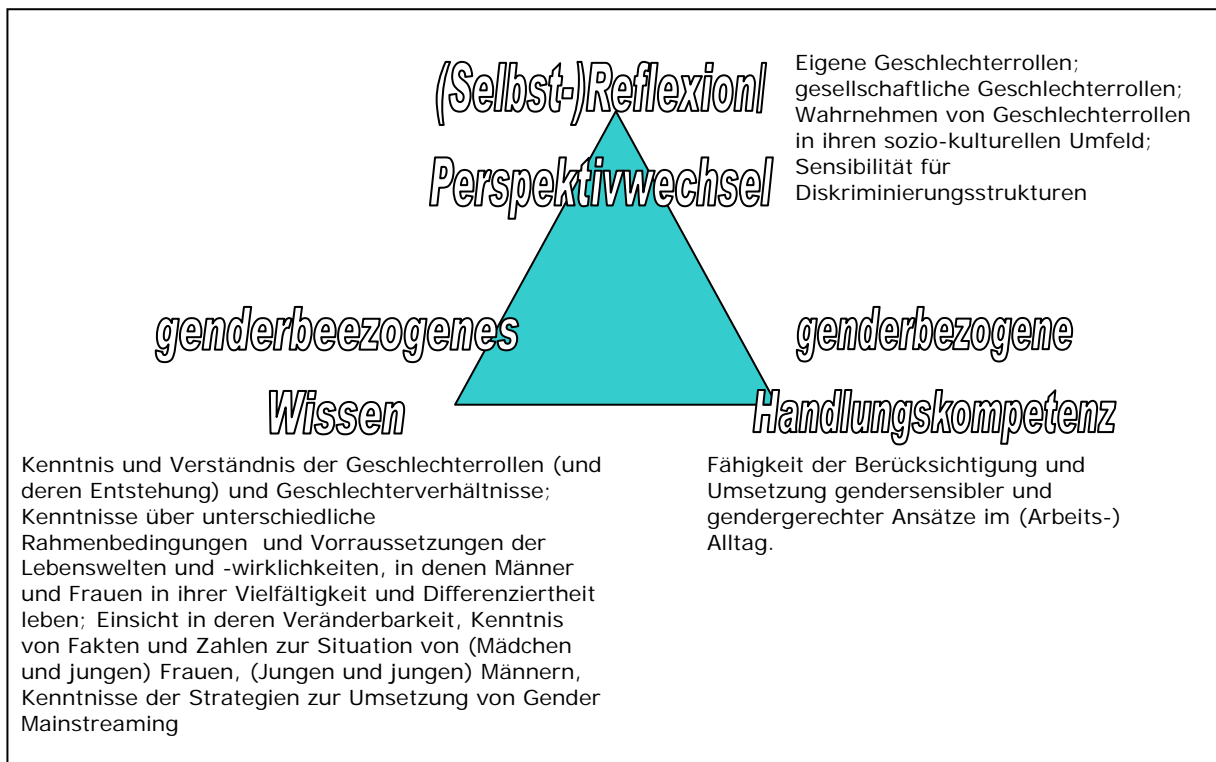 (Selbst-)Reflexionl
Perspektivwechsel
Eigene Geschlechterrollen;
gesellschaftliche Geschlechterrollen;
Wahrnehmen von Geschlechterrollen
in ihren sozio-kulturellen Umfeld;
Sensibilität für
Diskriminierungsstrukturen
genderbeezogenes
Wissen
Kenntnis und Verständnis der Geschlechterrollen (und
deren Entstehung) und Geschlechterverhältnisse;
Kenntnisse über unterschiedliche
Rahmenbedingungen  und Vorraussetzungen der
Lebenswelten und -wirklichkeiten, in denen Männer
und Frauen in ihrer Vielfältigkeit und Differenziertheit
leben; Einsicht in deren Veränderbarkeit, Kenntnis
von Fakten und Zahlen zur Situation von (Mädchen
und jungen) Frauen, (Jungen und jungen) Männern,
Kenntnisse der Strategien zur Umsetzung von Gender
Mainstreaming
genderbezogene
Handlungskompetenz
Fähigkeit der Berücksichtigung und
Umsetzung gendersensibler und
gendergerechter Ansätze im (Arbeits-)
Alltag.